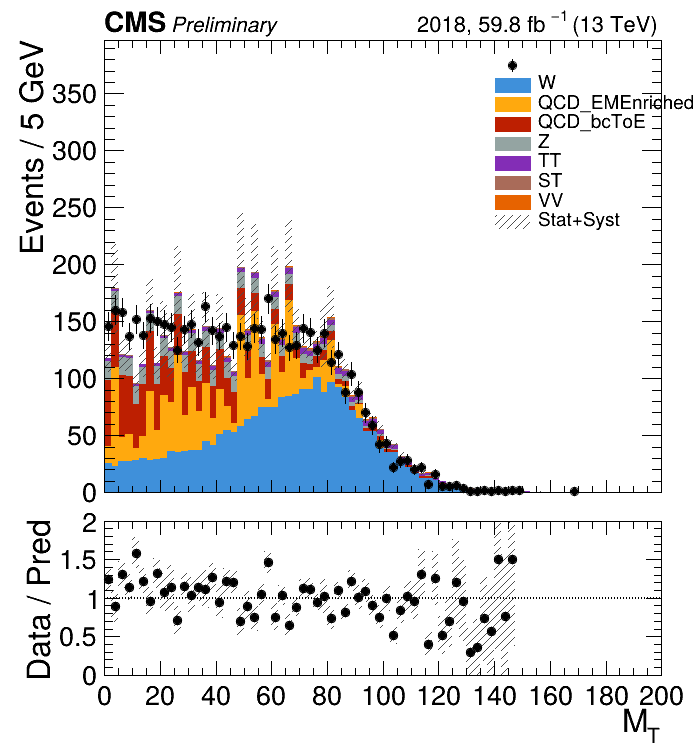 CMS Preliminary 2018, 59.8 fb⁻¹ (13 TeV)
Events / 5 GeV
350
300
250
200
150
100
50
0
W
QCD_EMEnriched
QCD_bcToE
Z
TT
ST
VV
Stat+Syst
Data / Pred
2
1.5
1
0.5
0
0 20 40 60 80 100 120 140 160 180 200
M_T